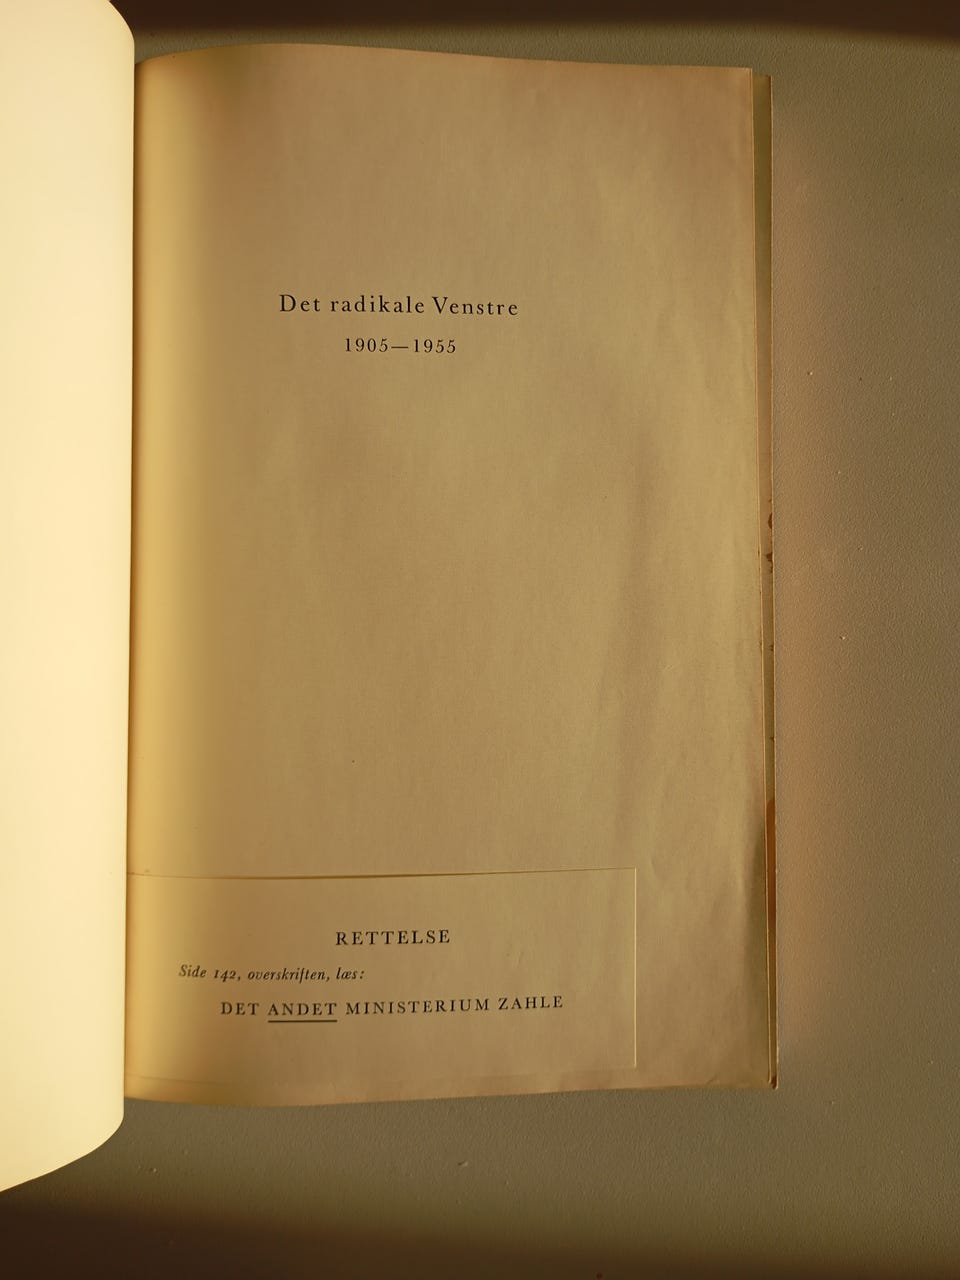 Det radikale Venstre
1905—1955
RETTELSE
Side 142, overskriften, læs:
DET ANDET MINISTERIUM ZAHLE